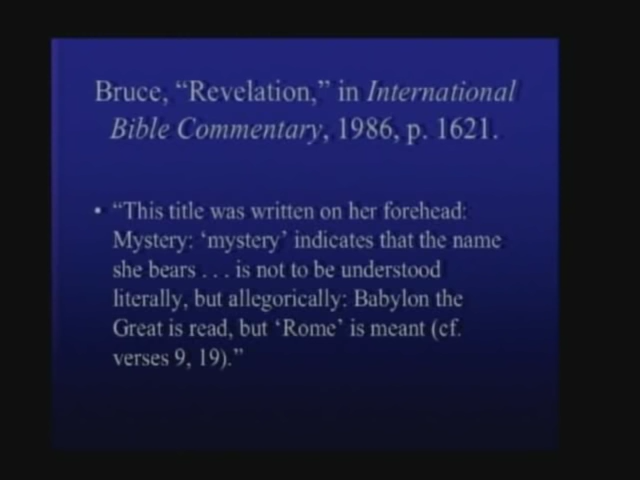 Bruce, “Revelation,” in International
Bible Commentary, 1986, p. 1621.
• “This title was written on her forehead:
Mystery: ‘mystery’ indicates that the name
she bears . . . is not to be understood
literally, but allegorically: Babylon the
Great is read, but ‘Rome’ is meant (cf.
verses 9, 19).”